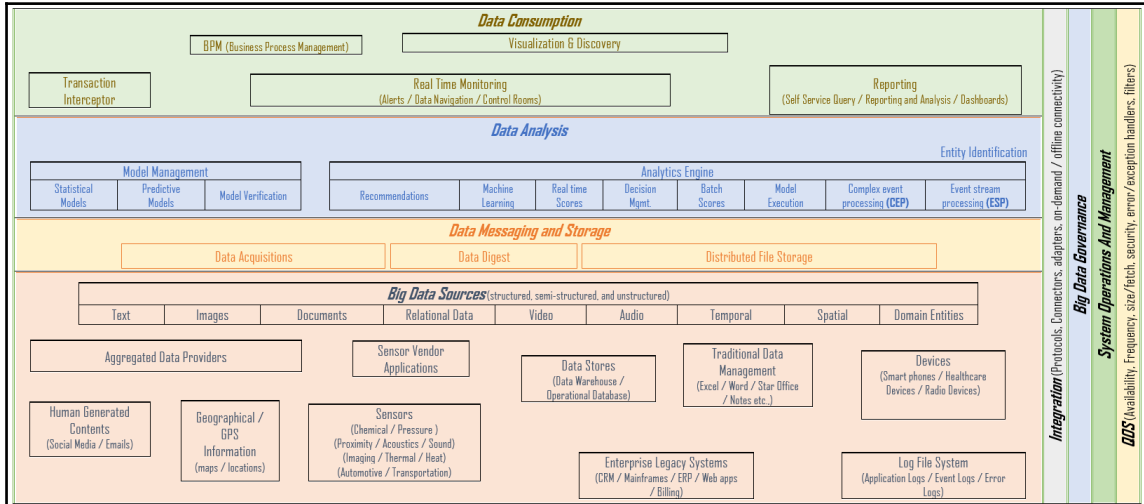 Data Consumption
BPM (Business Process Management)
Visualization & Discovery
Transaction
Interceptor
Real Time Monitoring
(Alerts / Data Navigation / Control Rooms)
Reporting
(Self Service Query / Reporting and Analysis / Dashboards)
Data Analysis
Entity Identification
Model Management
Statistical
Models
Predictive
Models
Model Verification
Analytics Engine
Recommendations
Machine
Learning
Real time
Scores
Decision
Mgmt.
Batch
Scores
Model
Execution
Complex event
processing (CEP)
Event stream
processing (ESP)
Data Messaging and Storage
Data Acquisitions
Data Digest
Distributed File Storage
Big Data Sources (structured, semi-structured, and unstructured)
Text
Images
Documents
Relational Data
Video
Audio
Temporal
Spatial
Domain Entities
Aggregated Data Providers
Sensor Vendor
Applications
Data Stores
(Data Warehouse /
Operational Database)
Traditional Data
Management
(Excel / Word / Star Office
/ Notes etc.,)
Devices
(Smart phones / Healthcare
Devices / Radio Devices)
Human Generated
Contents
(Social Media / Emails)
Geographical /
GPS
Information
(maps / locations)
Sensors
(Chemical / Pressure )
(Proximity / Acoustics / Sound)
(Imaging / Thermal / Heat)
(Automotive / Transportation)
Enterprise Legacy Systems
(CRM / Mainframes / ERP / Web apps
/ Billing)
Log File System
(Application Logs / Event Logs / Error
Logs)
Integration (Protocols, Connectors, adapters, on-demand / offline connectivity)
Big Data Governance
System Operations And Management
QOS (Availability, Frequency, size/fetch, security, error/exception handlers, filters)